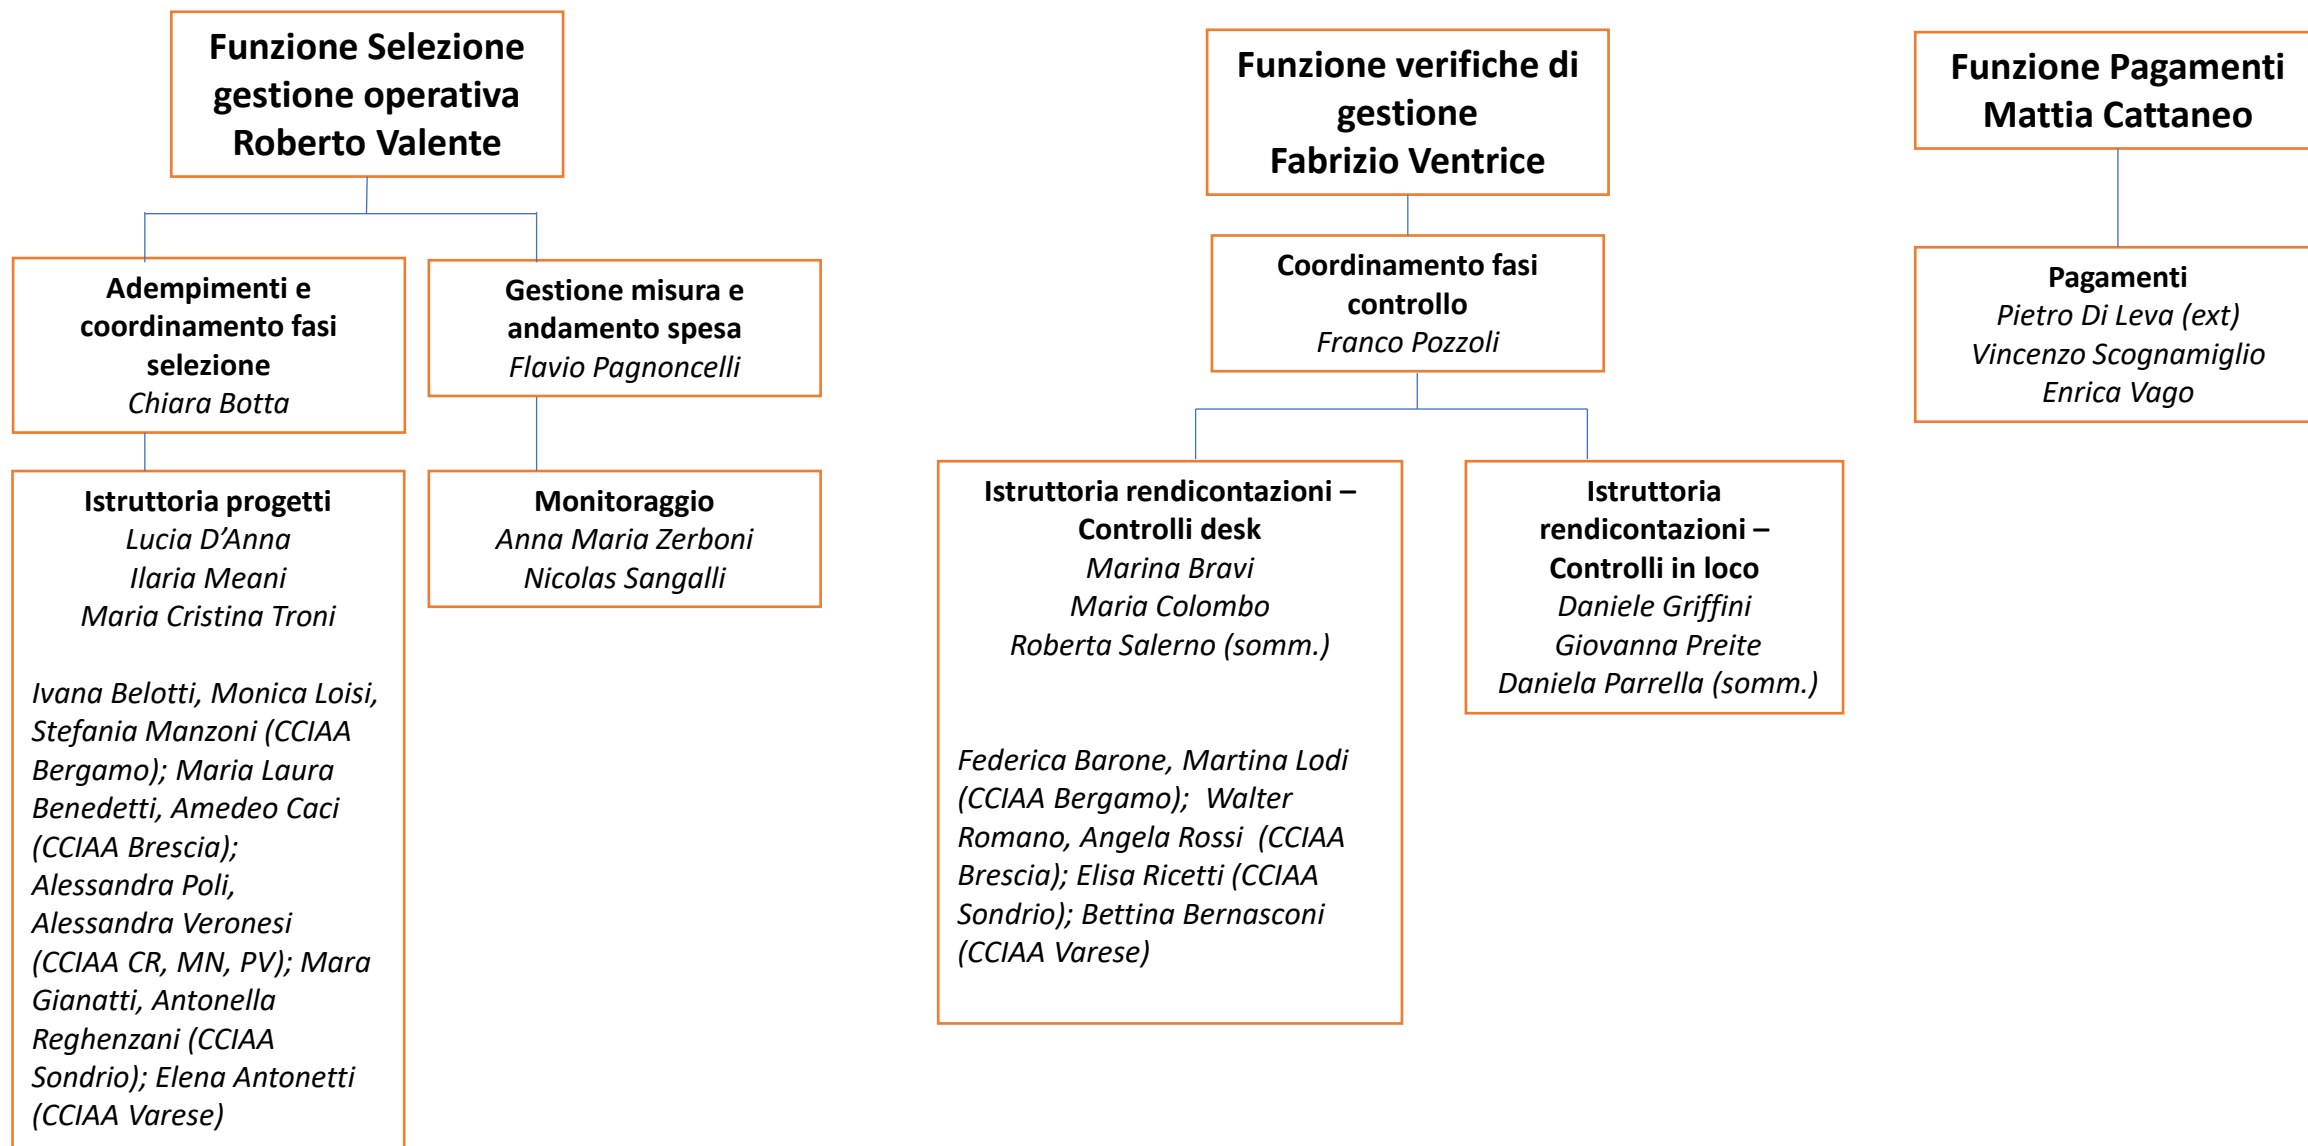 Funzione Selezione
gestione operativa
Roberto Valente
Adempimenti e
coordinamento fasi
selezione
Chiara Botta
Gestione misura e
andamento spesa
Flavio Pagnoncelli
Istruttoria progetti
Lucia D’Anna
Ilaria Meani
Maria Cristina Troni
Ivana Belotti, Monica Loisi,
Stefania Manzoni (CCIAA
Bergamo); Maria Laura
Benedetti, Amedeo Caci
(CCIAA Brescia);
Alessandra Poli,
Alessandra Veronesi
(CCIAA CR, MN, PV); Mara
Gianatti, Antonella
Reghenzani (CCIAA
Sondrio); Elena Antonetti
(CCIAA Varese)
Monitoraggio
Anna Maria Zerboni
Nicolas Sangalli
Funzione verifiche di
gestione
Fabrizio Ventrice
Coordinamento fasi
controllo
Franco Pozzoli
Istruttoria rendicontazioni –
Controlli desk
Marina Bravi
Maria Colombo
Roberta Salerno (somm.)
Federica Barone, Martina Lodi
(CCIAA Bergamo);  Walter
Romano, Angela Rossi  (CCIAA
Brescia); Elisa Ricetti (CCIAA
Sondrio); Bettina Bernasconi
(CCIAA Varese)
Istruttoria
rendicontazioni –
Controlli in loco
Daniele Griffini
Giovanna Preite
Daniela Parrella (somm.)
Funzione Pagamenti
Mattia Cattaneo
Pagamenti
Pietro Di Leva (ext)
Vincenzo Scognamiglio
Enrica Vago